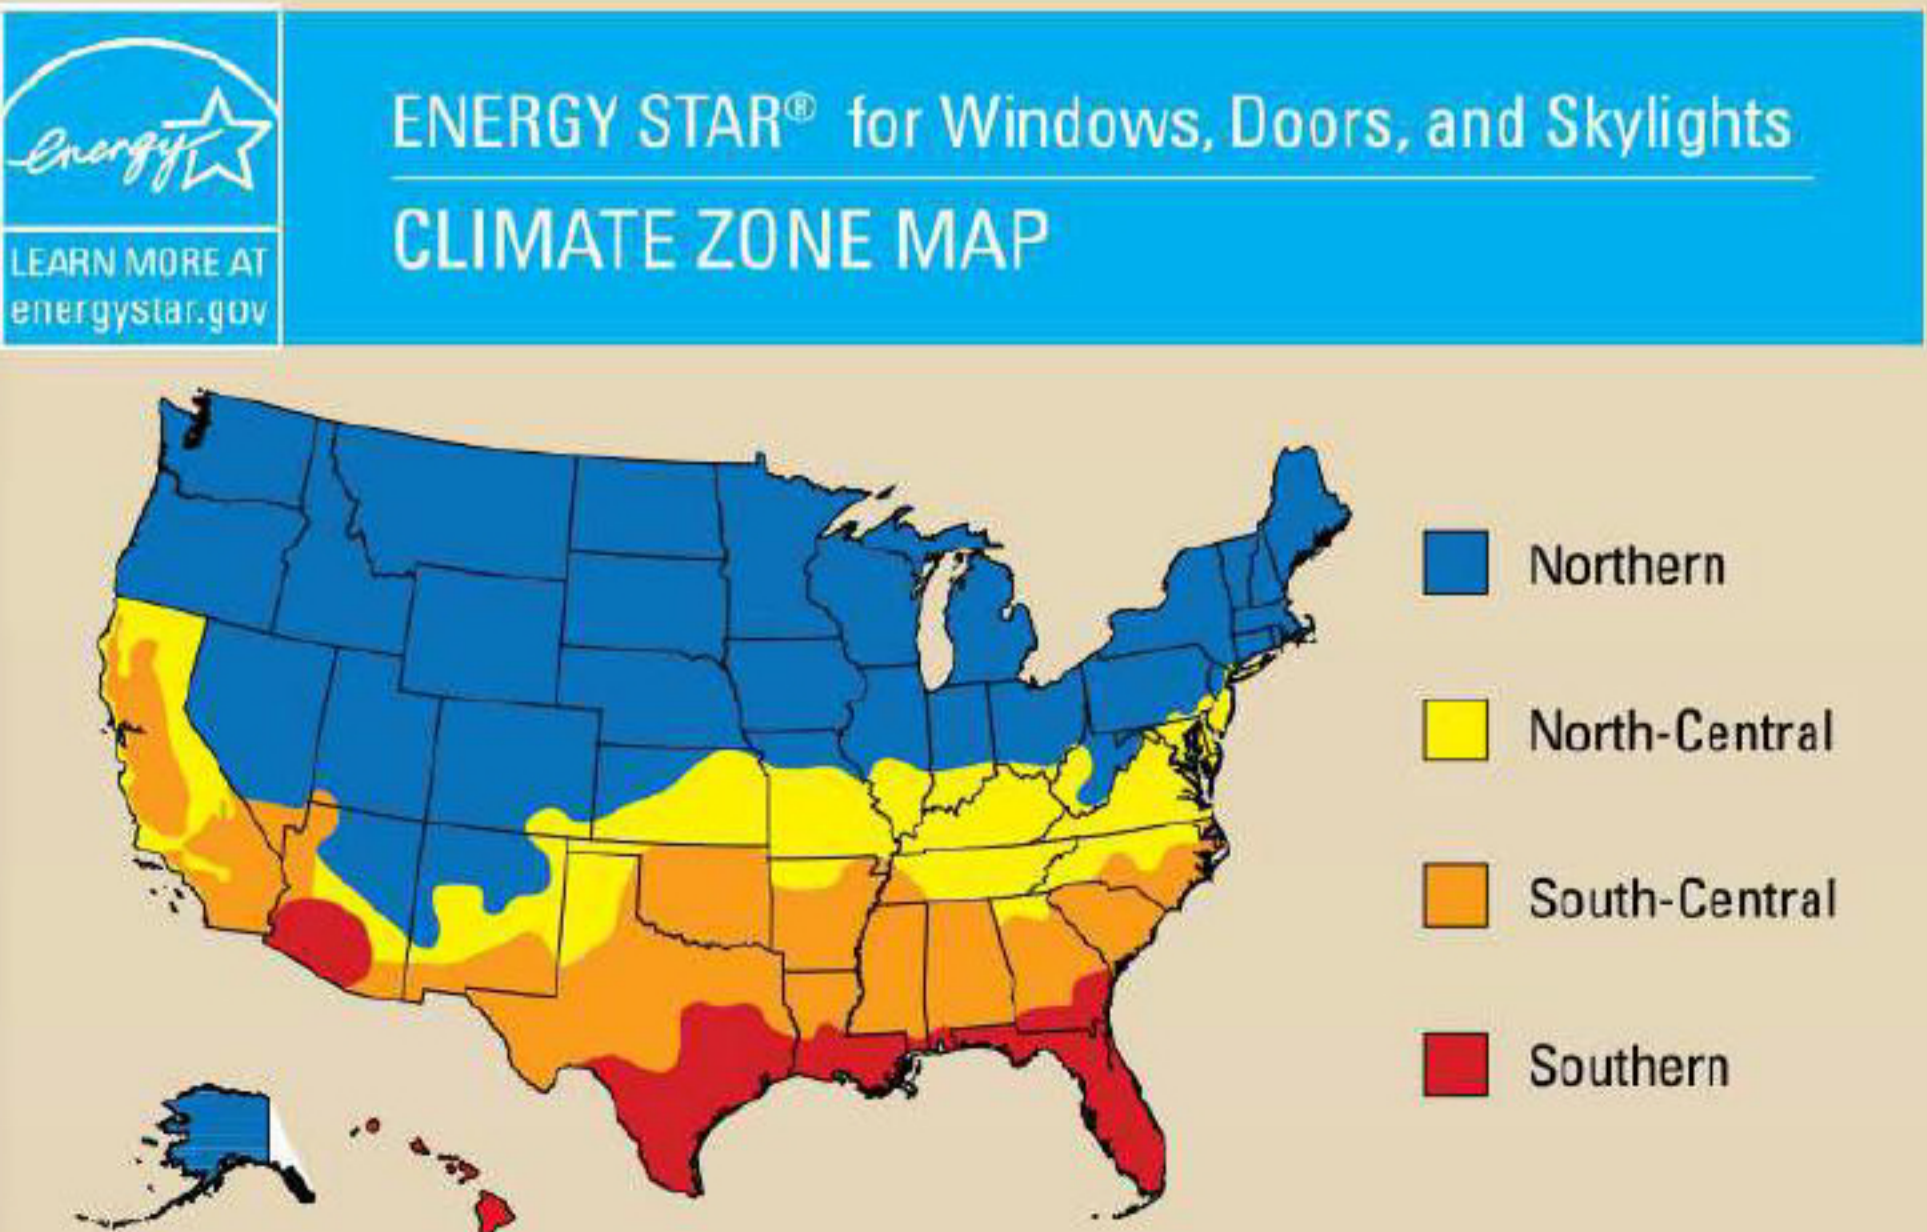 energy
LEARN MORE AT
energystar.gov
ENERGY STAR® for Windows, Doors, and Skylights
CLIMATE ZONE MAP
Northern
North-Central
South-Central
Southern